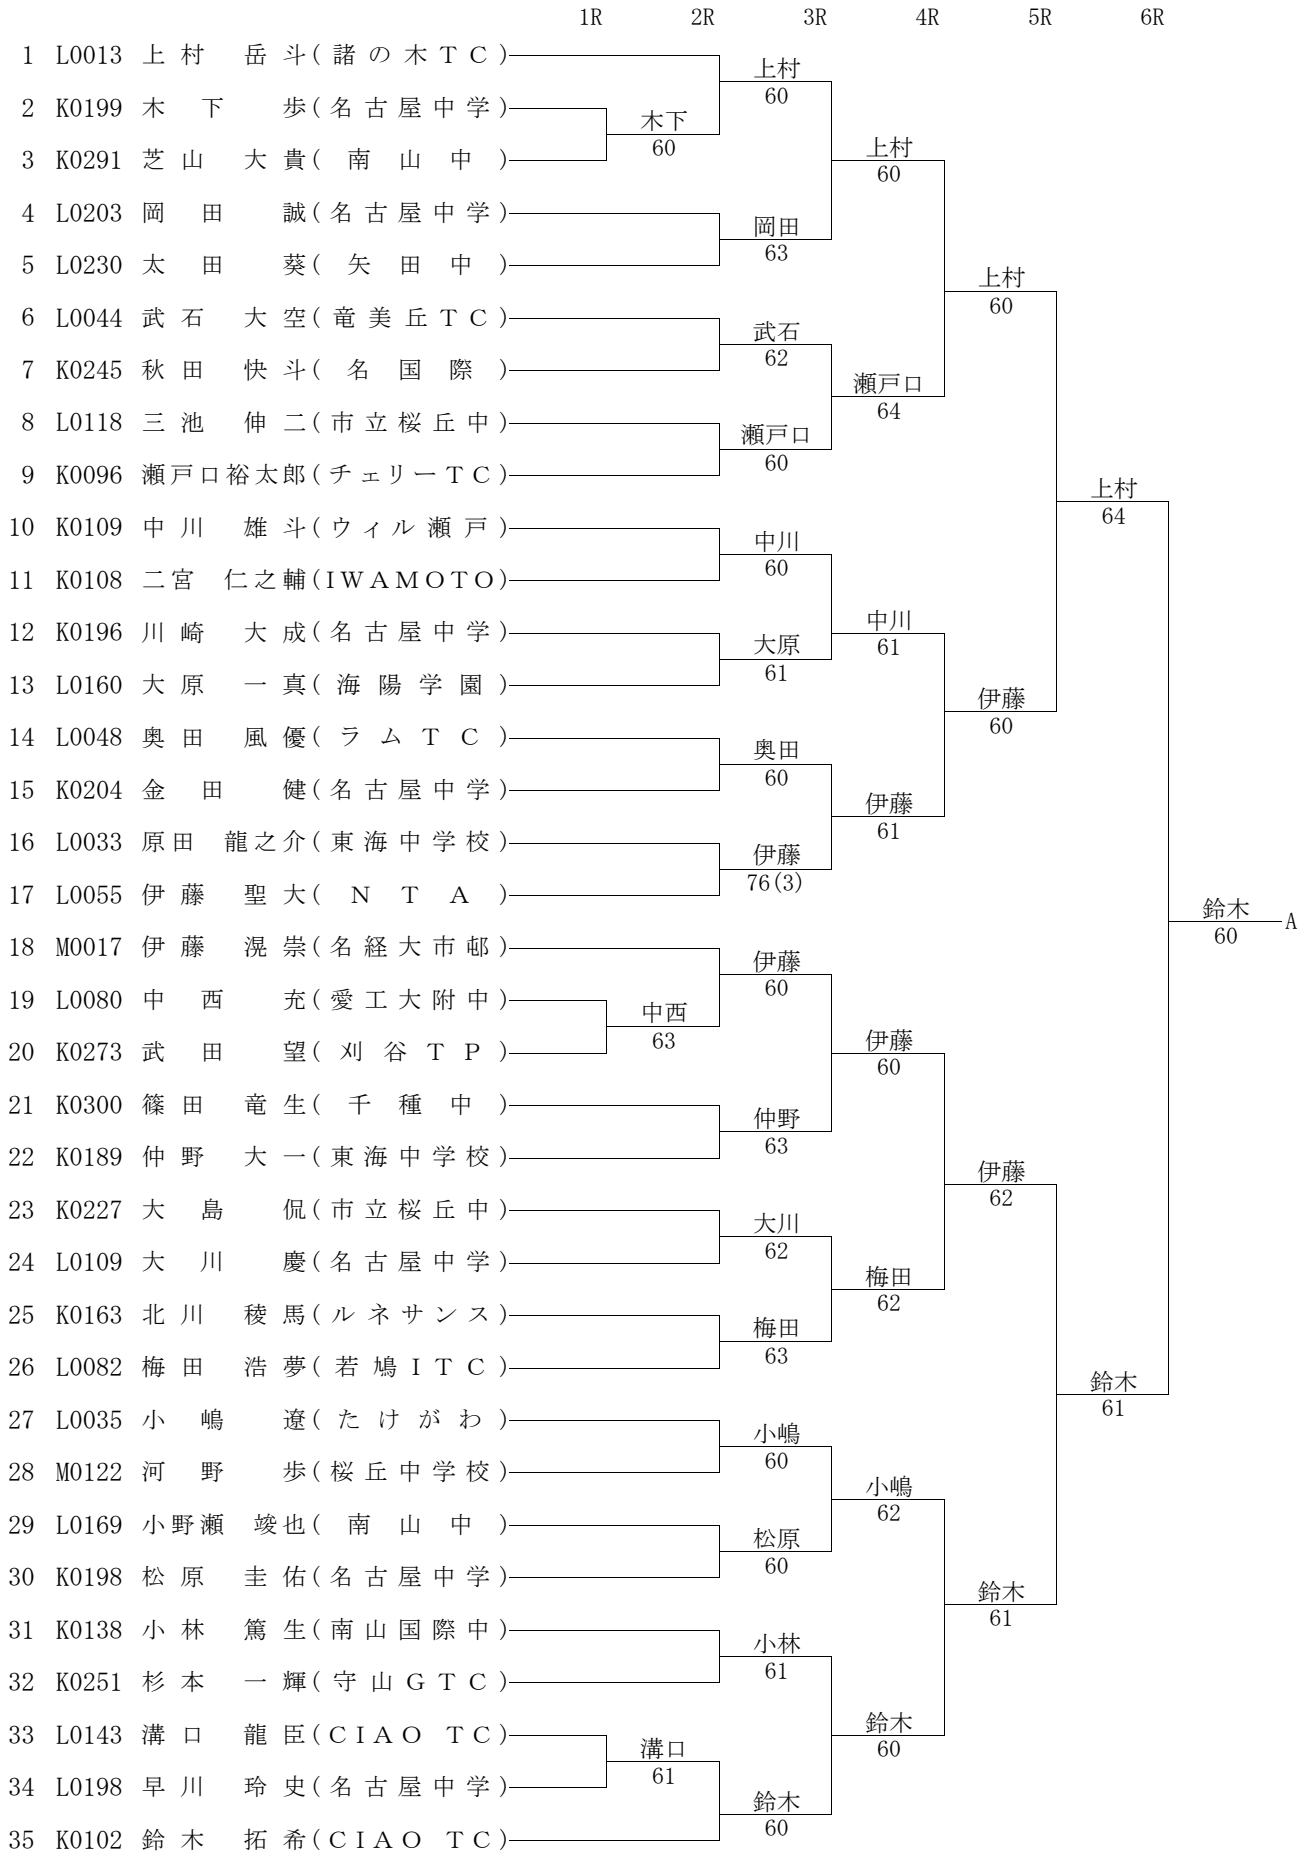 1R 2R 3R 4R 5R 6R
1 L0013 上村 岳斗(諸の木TC)
上村
60
2 K0199 木下 歩(名古屋中学)
木下
60
上村
60
3 K0291 芝山 大貴(南山中)
4 L0203 岡田 誠(名古屋中学)
岡田
63
5 L0230 太田 葵(矢田中)
上村
60
6 L0044 武石 大空(竜美丘TC)
武石
62
7 K0245 秋田 快斗(名国際)
瀬戸口
64
8 L0118 三池 伸二(市立桜丘中)
瀬戸口
60
9 K0096 瀬戸口裕太郎(チェリーTC)
上村
64
10 K0109 中川 雄斗(ウィル瀬戸)
中川
60
11 K0108 二宮 仁之輔(IWAMOTO)
中川
61
12 K0196 川崎 大成(名古屋中学)
大原
61
13 L0160 大原 一真(海陽学園)
伊藤
60
14 L0048 奥田 風優(ラムTC)
奥田
60
15 K0204 金田 健(名古屋中学)
伊藤
61
16 L0033 原田 龍之介(東海中学校)
伊藤
76(3)
17 L0055 伊藤 聖大(NTA)
鈴木
60
A
18 M0017 伊藤 滉崇(名経大市邨)
伊藤
60
19 L0080 中西 充(愛工大附中)
中西
63
伊藤
60
20 K0273 武田 望(刈谷TP)
21 K0300 篠田 竜生(千種中)
仲野
63
22 K0189 仲野 大一(東海中学校)
伊藤
62
23 K0227 大島 侃(市立桜丘中)
大川
62
24 L0109 大川 慶(名古屋中学)
梅田
62
25 K0163 北川 稜馬(ルネサンス)
梅田
63
26 L0082 梅田 浩夢(若鳩ITC)
鈴木
61
27 L0035 小嶋 遼(たけがわ)
小嶋
60
28 M0122 河野 歩(桜丘中学校)
小嶋
62
29 L0169 小野瀬 竣也(南山中)
松原
60
30 K0198 松原 圭佑(名古屋中学)
鈴木
61
31 K0138 小林 篤生(南山国際中)
小林
61
32 K0251 杉本 一輝(守山GTC)
鈴木
60
33 L0143 溝口 龍臣(CIAO TC)
溝口
61
34 L0198 早川 玲史(名古屋中学)
鈴木
60
35 K0102 鈴木 拓希(CIAO TC)